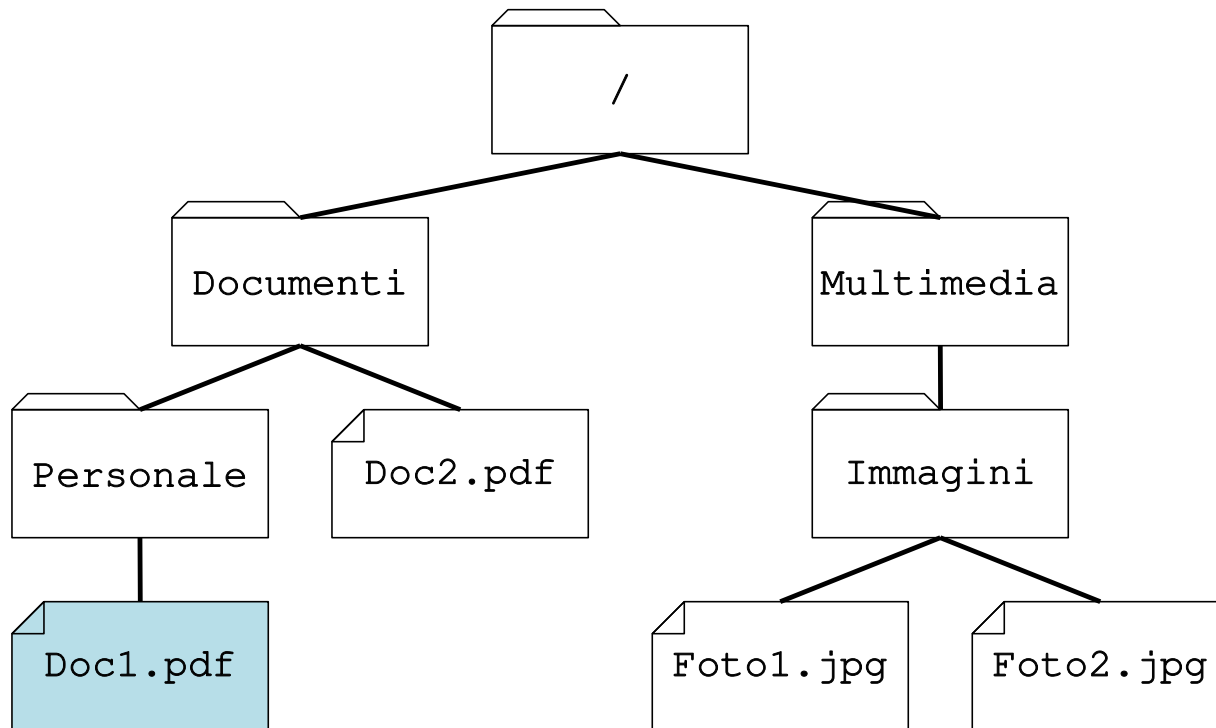 /
Documenti
Multimedia
Personale
Doc2.pdf
Immagini
Doc1.pdf
Foto1.jpg
Foto2.jpg